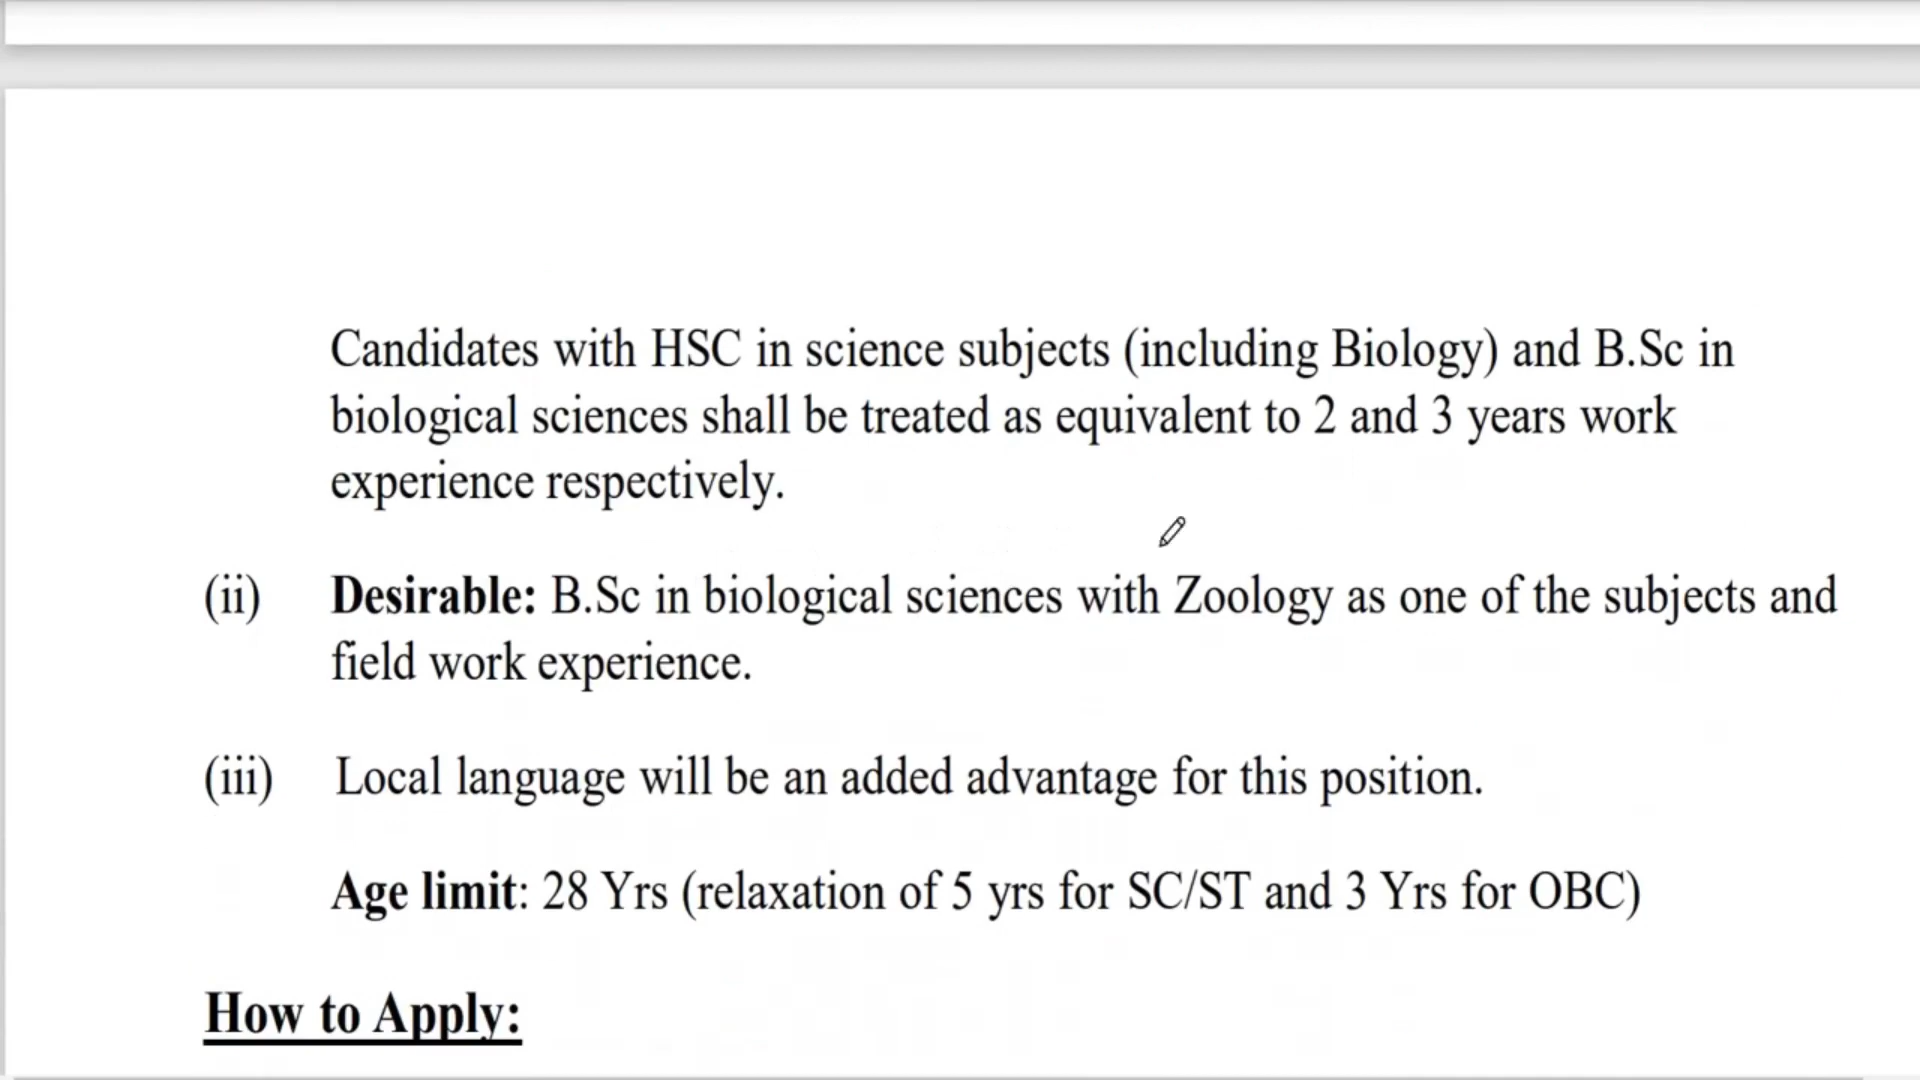 Candidates with HSC in science subjects (including Biology) and B.Sc in
biological sciences shall be treated as equivalent to 2 and 3 years work
experience respectively.
(ii) Desirable: B.Sc in biological sciences with Zoology as one of the subjects and
field work experience.
(iii) Local language will be an added advantage for this position.
Age limit: 28 Yrs (relaxation of 5 yrs for SC/ST and 3 Yrs for OBC)
How to Apply: